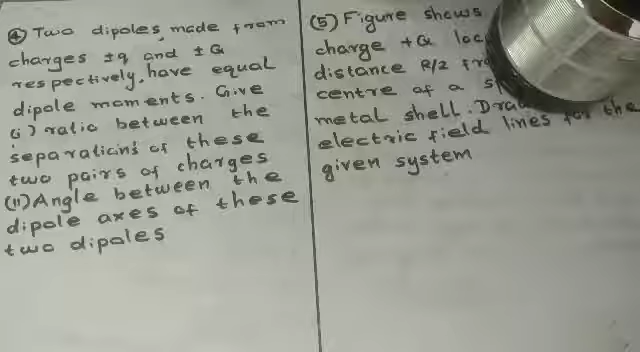 ④ Two dipoles, made from
charges ±q and ±Q
respectively, have equal
dipole moments. Give
(i) ratio between the
separations of these
two pairs of charges
(ii) Angle between the
dipole axes of these
two dipoles
(5) Figure shows
charge +Q
distance R/2
centre of a
metal shell.
electric field lines for the
given system